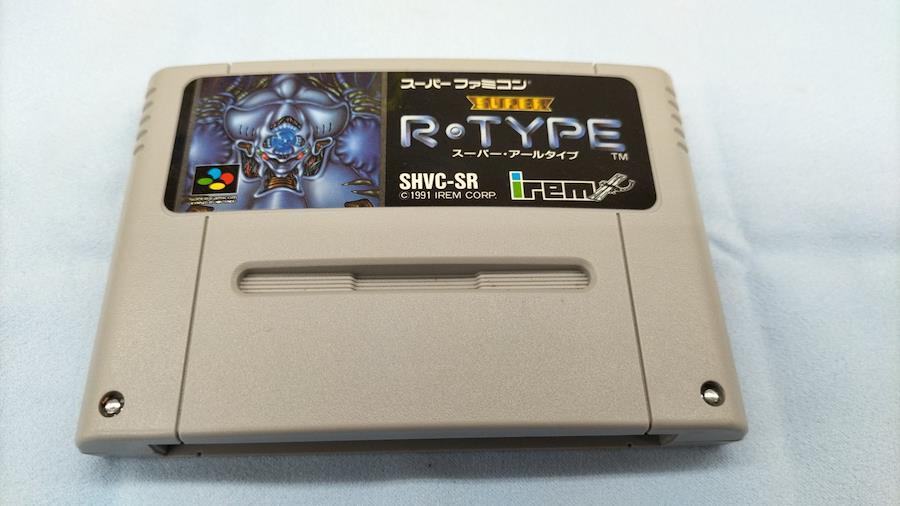 スーパーファミコン
SUPER
R・TYPE
スーパー・アールタイプ
TM
SHVC-SR
© 1991 IREM CORP.
irem